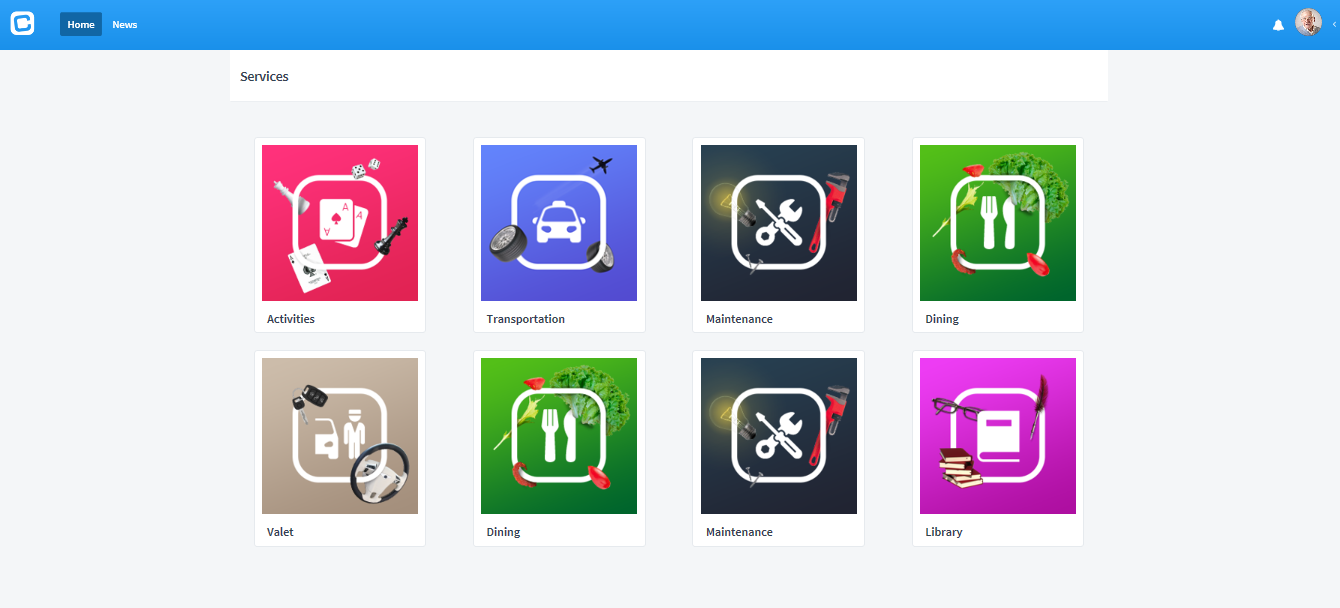 Home News
Services
A
A
A
Activities
Transportation
Maintenance
Dining
Valet
Dining
Maintenance
Library